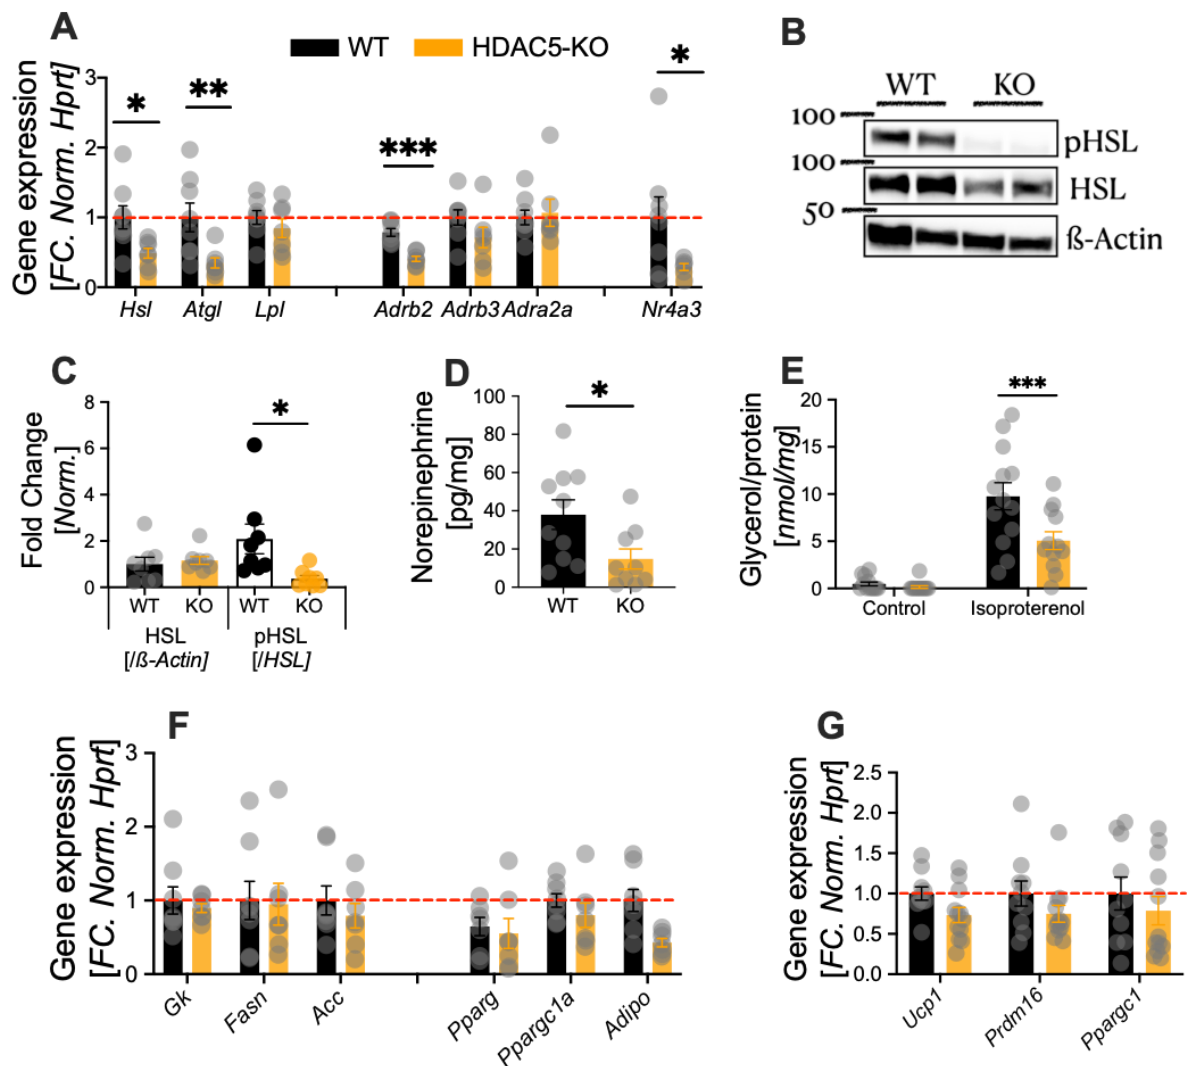 A
WT HDAC5-KO
Gene expression
[FC. Norm. Hprt]
3
2
1
0
* ** *** *
Hsl Atgl Lpl Adrb2 Adrb3 Adra2a Nr4a3
B
WT KO
100
pHSL
100
HSL
50
ß-Actin
C
Fold Change
[Norm.]
8
6
4
2
0
*
WT KO WT KO
HSL pHSL
[/ß-Actin] [/HSL]
D
Norepinephrine
[pg/mg]
100
80
60
40
20
0
*
WT KO
E
Glycerol/protein
[nmol/mg]
20
15
10
5
0
***
Control Isoproterenol
F
Gene expression
[FC. Norm. Hprt]
3
2
1
0
Gk Fasn Acc Pparg Ppargc1a Adipo
G
Gene expression
[FC. Norm. Hprt]
2.5
2.0
1.5
1.0
0.5
0.0
Ucp1 Prdm16 Ppargc1